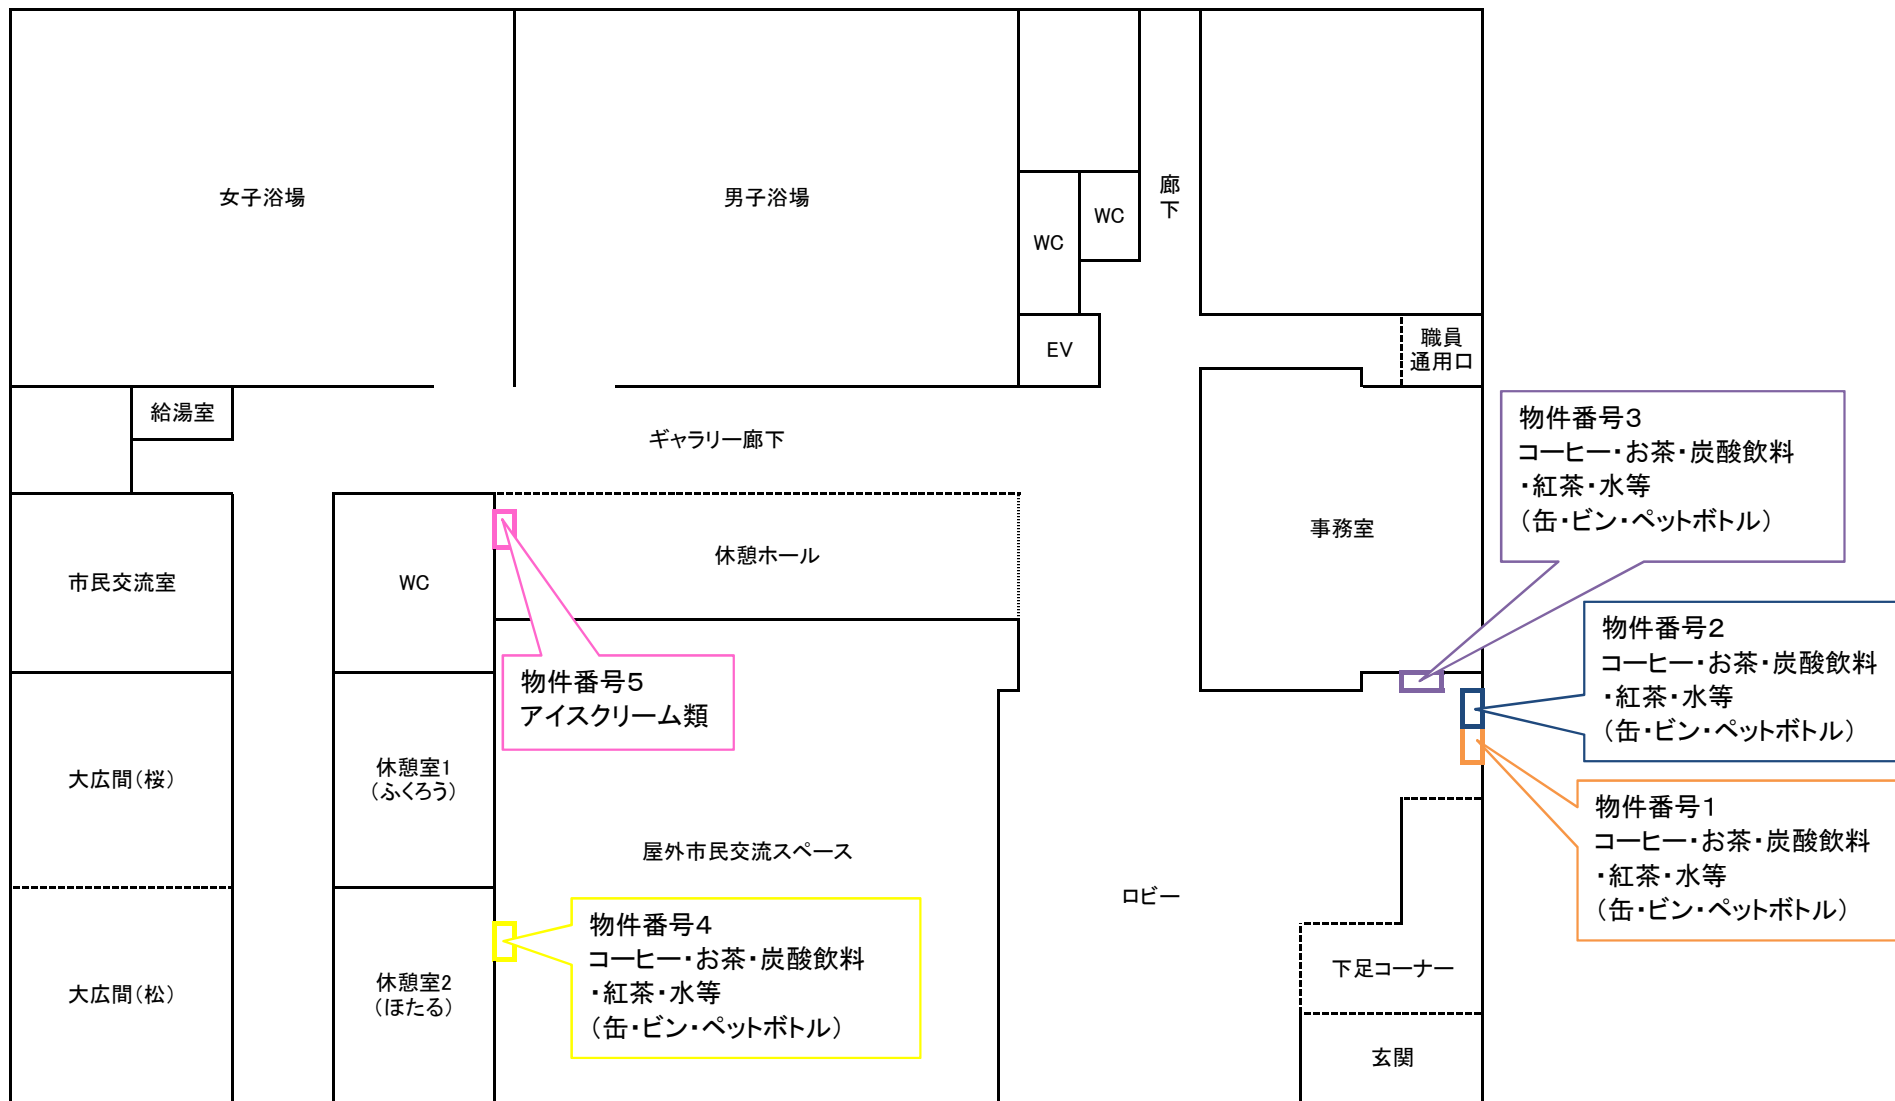 女子浴場
男子浴場
廊
下
WC
WC
EV
職員
通用口
給湯室
ギャラリー廊下
物件番号3
コーヒー・お茶・炭酸飲料
・紅茶・水等
(缶・ビン・ペットボトル)
市民交流室
WC
休憩ホール
事務室
物件番号2
コーヒー・お茶・炭酸飲料
・紅茶・水等
(缶・ビン・ペットボトル)
物件番号5
アイスクリーム類
大広間(桜)
休憩室1
(ふくろう)
屋外市民交流スペース
物件番号1
コーヒー・お茶・炭酸飲料
・紅茶・水等
(缶・ビン・ペットボトル)
ロビー
物件番号4
コーヒー・お茶・炭酸飲料
・紅茶・水等
(缶・ビン・ペットボトル)
大広間(松)
休憩室2
(ほたる)
下足コーナー
玄関